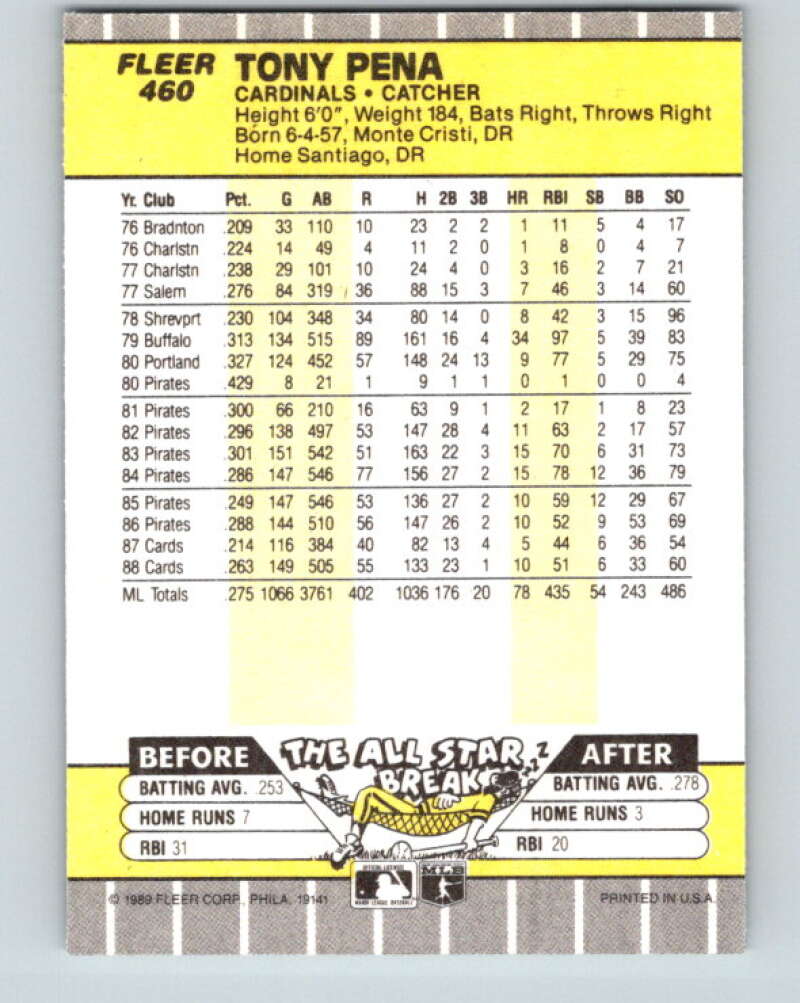 FLEER TONY PENA
460 CARDINALS • CATCHER
Height 6'0", Weight 184, Bats Right, Throws Right
Born 6-4-57, Monte Cristi, DR
Home Santiago, DR
Yr. Club Pct. G AB R H 2B 3B HR RBI SB BB SO
76 Bradnton .209 33 110 10 23 2 2 1 11 5 4 17
76 Charlstn .224 14 49 4 11 2 0 1 8 0 4 7
77 Charlstn .238 29 101 10 24 4 0 3 16 2 7 21
77 Salem .276 84 319 36 88 15 3 7 46 3 14 60
78 Shrevprt .230 104 348 34 80 14 0 8 42 3 15 96
79 Buffalo .313 134 515 89 161 16 4 34 97 5 39 83
80 Portland .327 124 452 57 148 24 13 9 77 5 29 75
80 Pirates .429 8 21 1 9 1 1 0 1 0 0 4
81 Pirates .300 66 210 16 63 9 1 2 17 1 8 23
82 Pirates .296 138 497 53 147 28 4 11 63 2 17 57
83 Pirates .301 151 542 51 163 22 3 15 70 6 31 73
84 Pirates .286 147 546 77 156 27 2 15 78 12 36 79
85 Pirates .249 147 546 53 136 27 2 10 59 12 29 67
86 Pirates .288 144 510 56 147 26 2 10 52 9 53 69
87 Cards .214 116 384 40 82 13 4 5 44 6 36 54
88 Cards .263 149 505 55 133 23 1 10 51 6 33 60
ML Totals .275 1066 3761 402 1036 176 20 78 435 54 243 486
BEFORE THE ALL STAR BREAK ZZZ AFTER
BATTING AVG. .253 BATTING AVG. .278
HOME RUNS 7 HOME RUNS 3
RBI 31 RBI 20
OFFICIAL LICENSEE
MAJOR LEAGUE BASEBALL
MLB
© 1989 FLEER CORP., PHILA. 19141 PRINTED IN U.S.A.